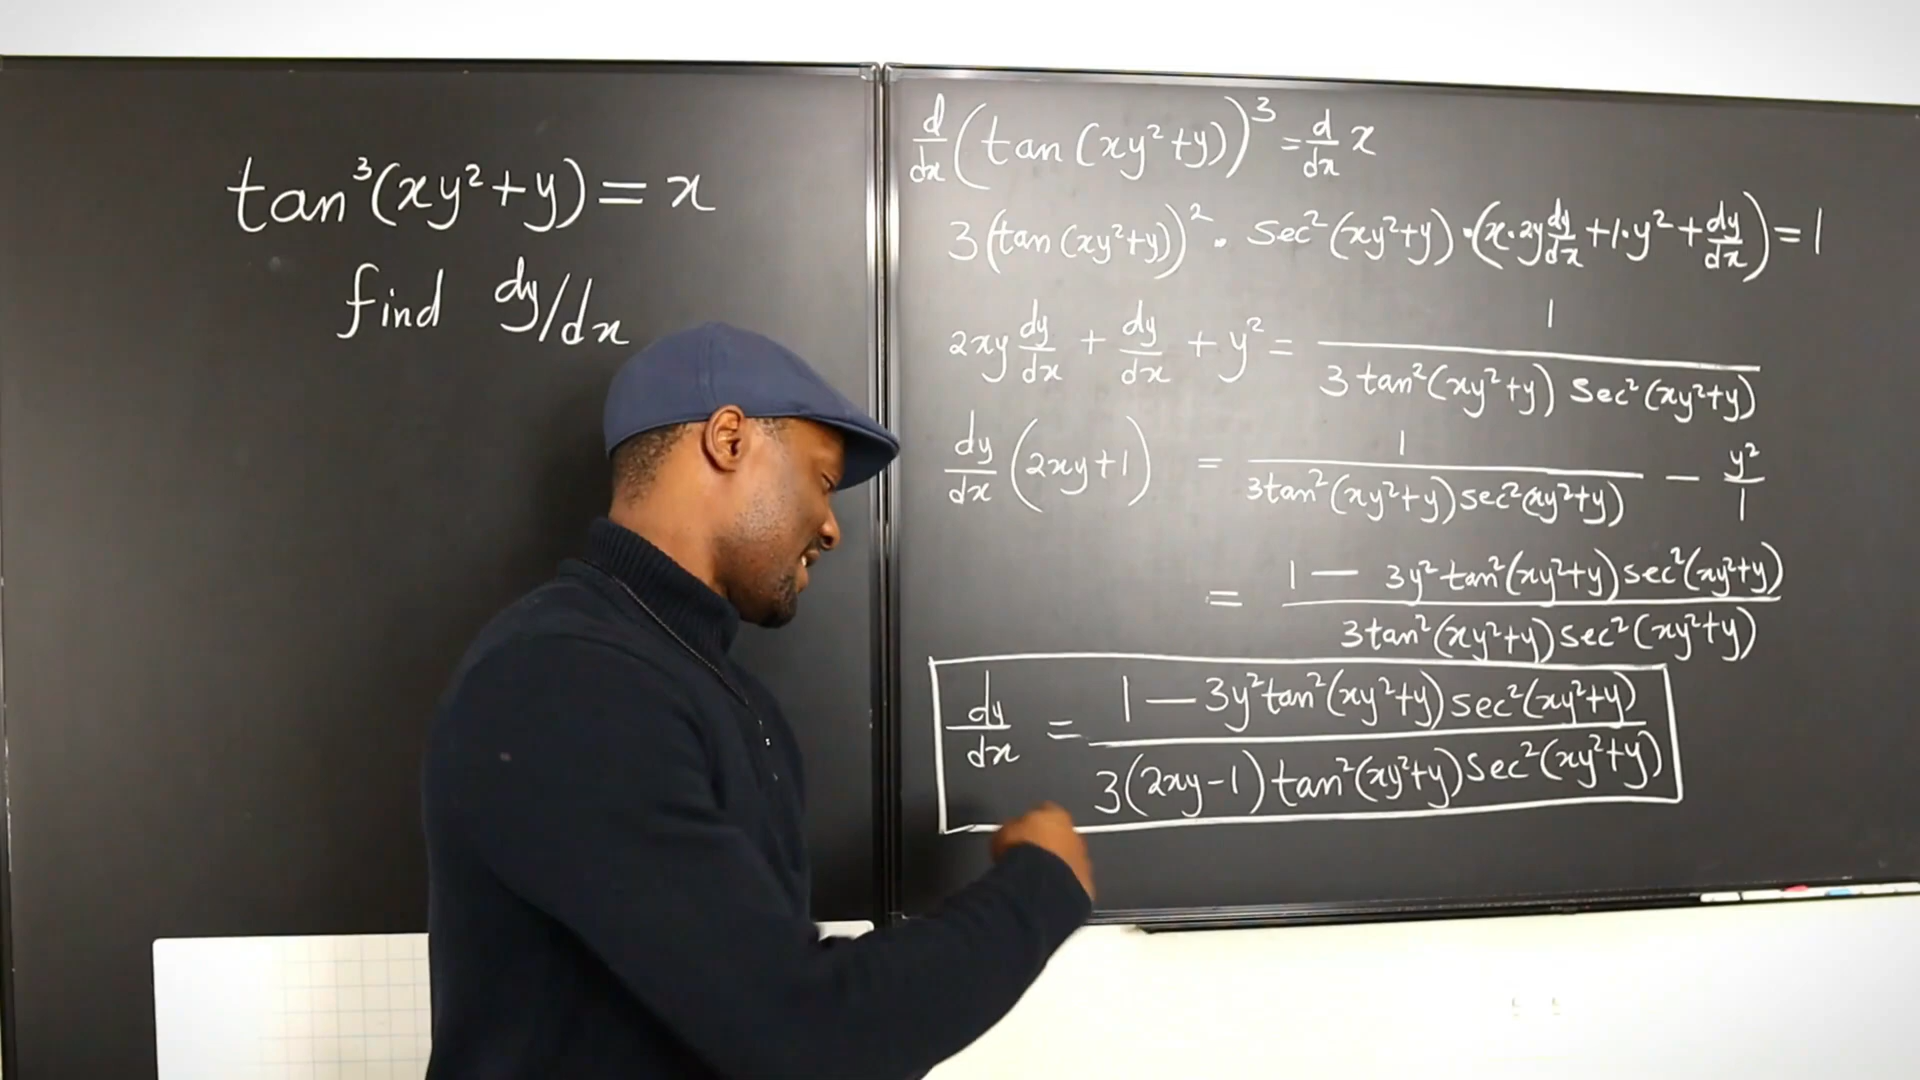 tan³(xy²+y) = x
find dy/dx
d/dx (tan (xy²+y))³ = d/dx x
3(tan (xy²+y))² · sec²(xy²+y) · (x·2y dy/dx + 1·y² + dy/dx) = 1
2xy dy/dx + dy/dx + y² = 1 / 3 tan²(xy²+y) sec²(xy²+y)
dy/dx (2xy+1) = 1 / 3tan²(xy²+y) sec²(xy²+y) − y²/1
= 1 − 3y² tan²(xy²+y) sec²(xy²+y) / 3tan²(xy²+y) sec²(xy²+y)
dy/dx = 1 − 3y² tan²(xy²+y) sec²(xy²+y) / 3(2xy−1) tan²(xy²+y) sec²(xy²+y)